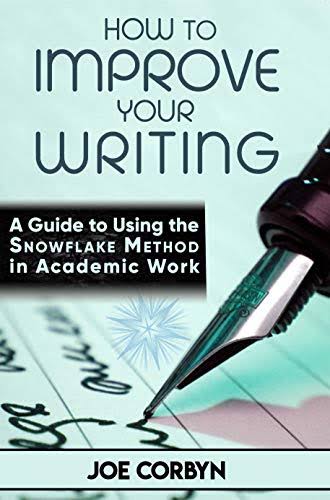 HOW TO
IMPROVE
YOUR
WRITING
A Guide to Using the
SNOWFLAKE METHOD
in Academic Work
JOE CORBYN